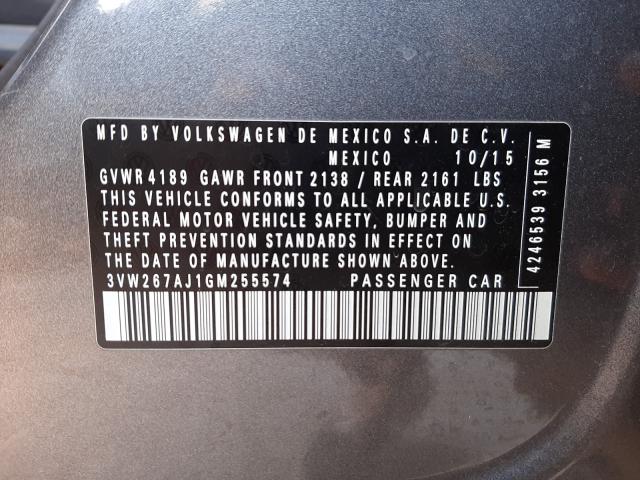 MFD BY VOLKSWAGEN DE MEXICO S.A. DE C.V.
MEXICO 10/15
GVWR 4189 GAWR FRONT 2138 / REAR 2161 LBS
THIS VEHICLE CONFORMS TO ALL APPLICABLE U.S.
FEDERAL MOTOR VEHICLE SAFETY, BUMPER AND
THEFT PREVENTION STANDARDS IN EFFECT ON
THE DATE OF MANUFACTURE SHOWN ABOVE.
3VW267AJ1GM255574 PASSENGER CAR
4246539 3156 M